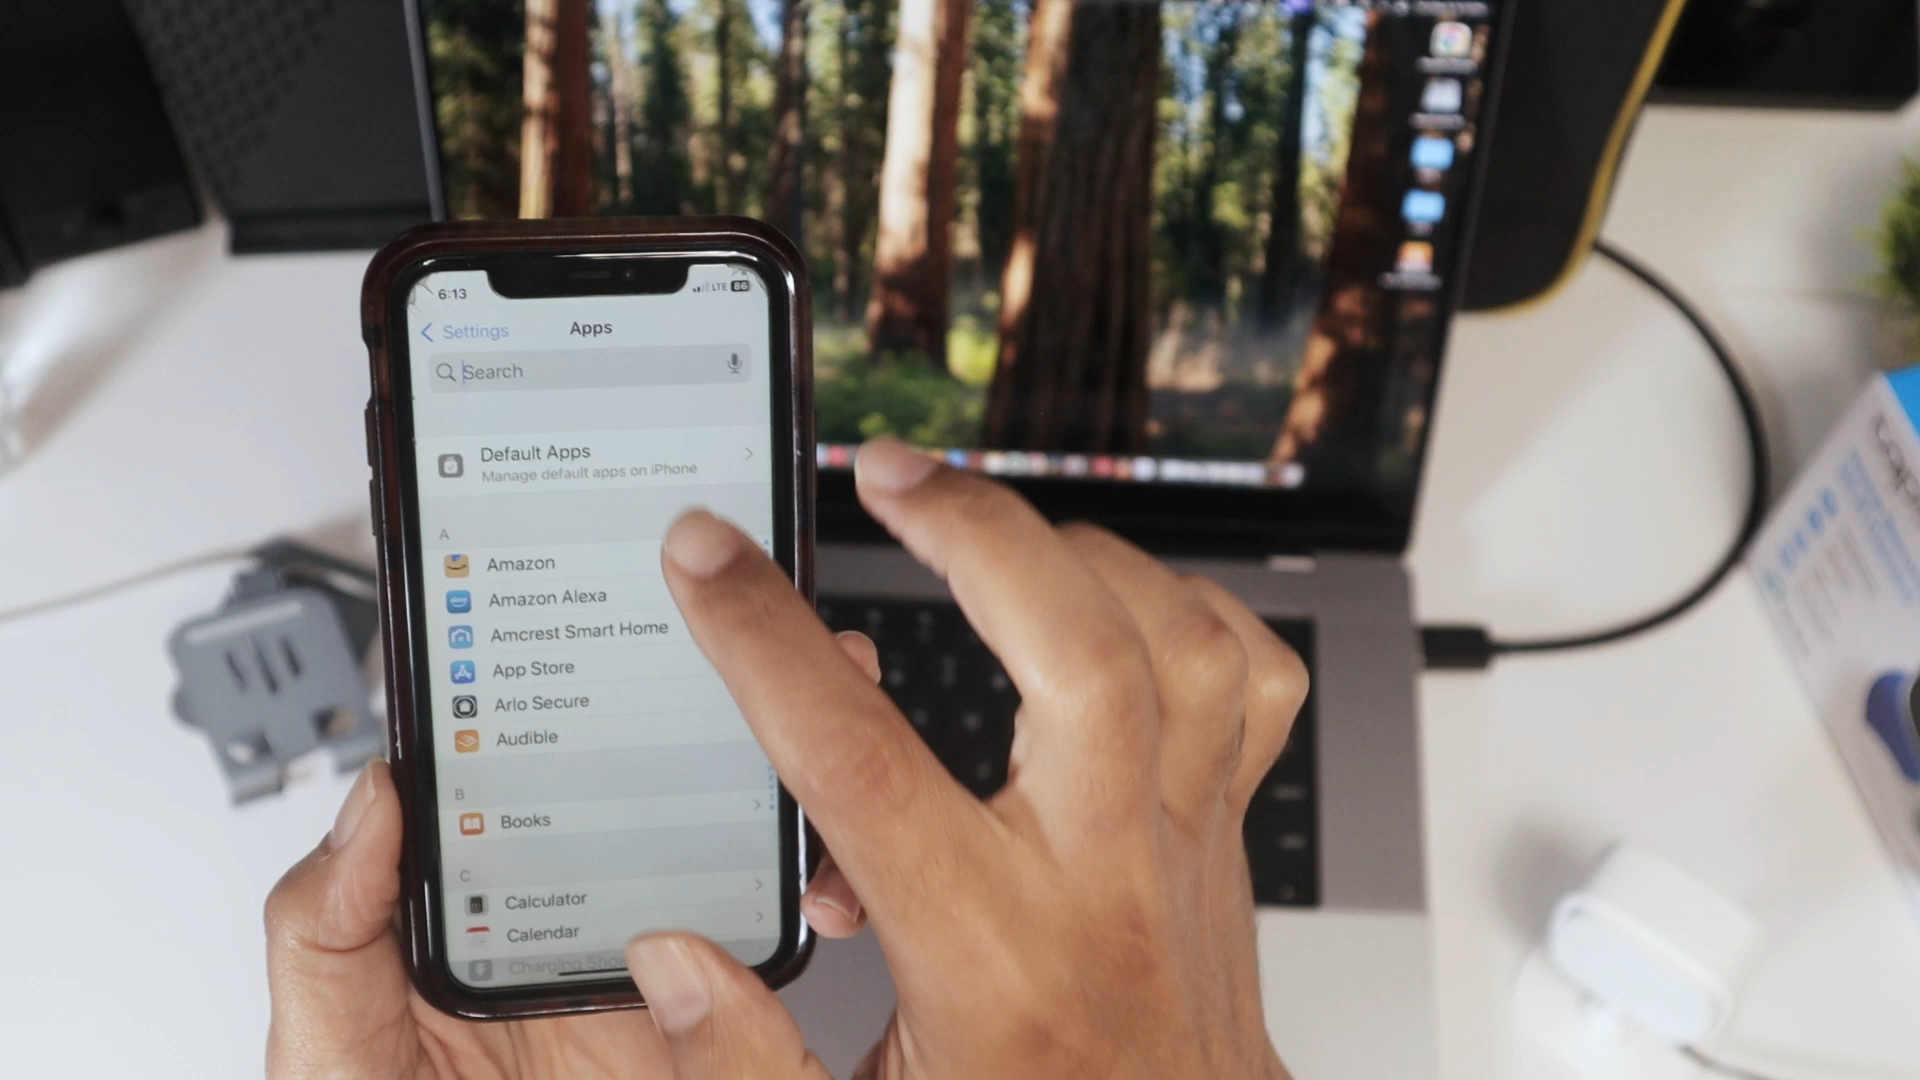 6:13
LTE 86
Settings
Apps
Search
Default Apps
Manage default apps on iPhone
A
Amazon
Amazon Alexa
Amcrest Smart Home
App Store
Arlo Secure
Audible
B
Books
C
Calculator
Calendar
Charging